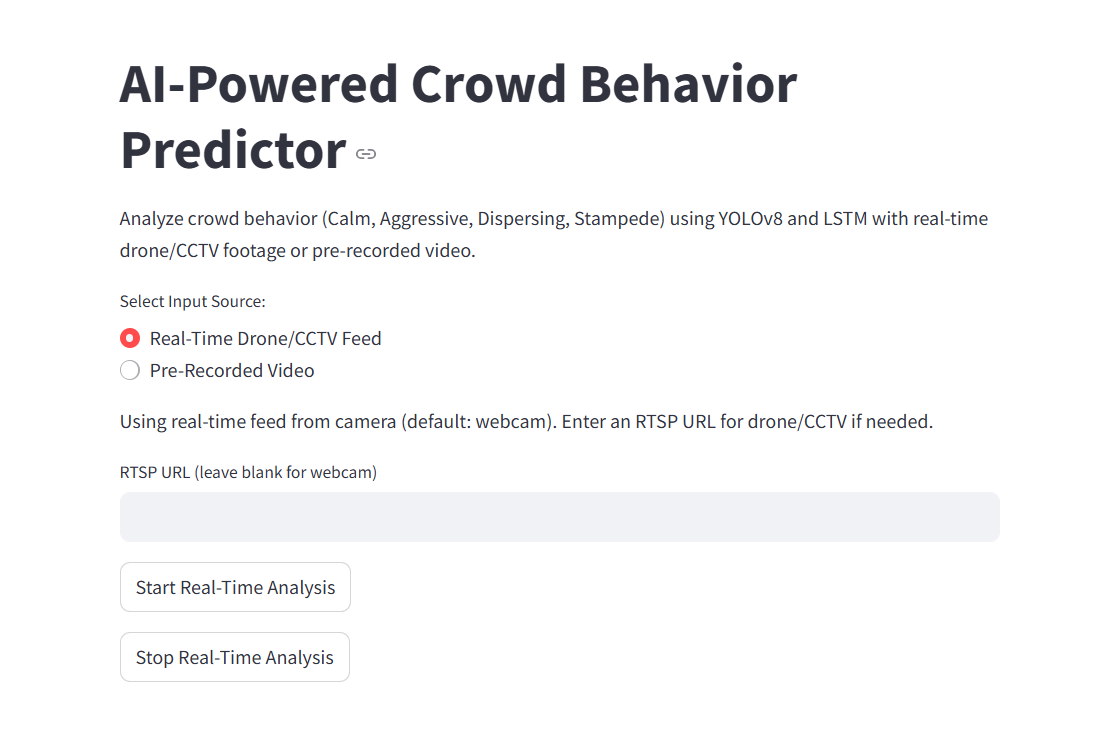 AI-Powered Crowd Behavior
Predictor
Analyze crowd behavior (Calm, Aggressive, Dispersing, Stampede) using YOLOv8 and LSTM with real-time
drone/CCTV footage or pre-recorded video.
Select Input Source:
Real-Time Drone/CCTV Feed
Pre-Recorded Video
Using real-time feed from camera (default: webcam). Enter an RTSP URL for drone/CCTV if needed.
RTSP URL (leave blank for webcam)
Start Real-Time Analysis
Stop Real-Time Analysis